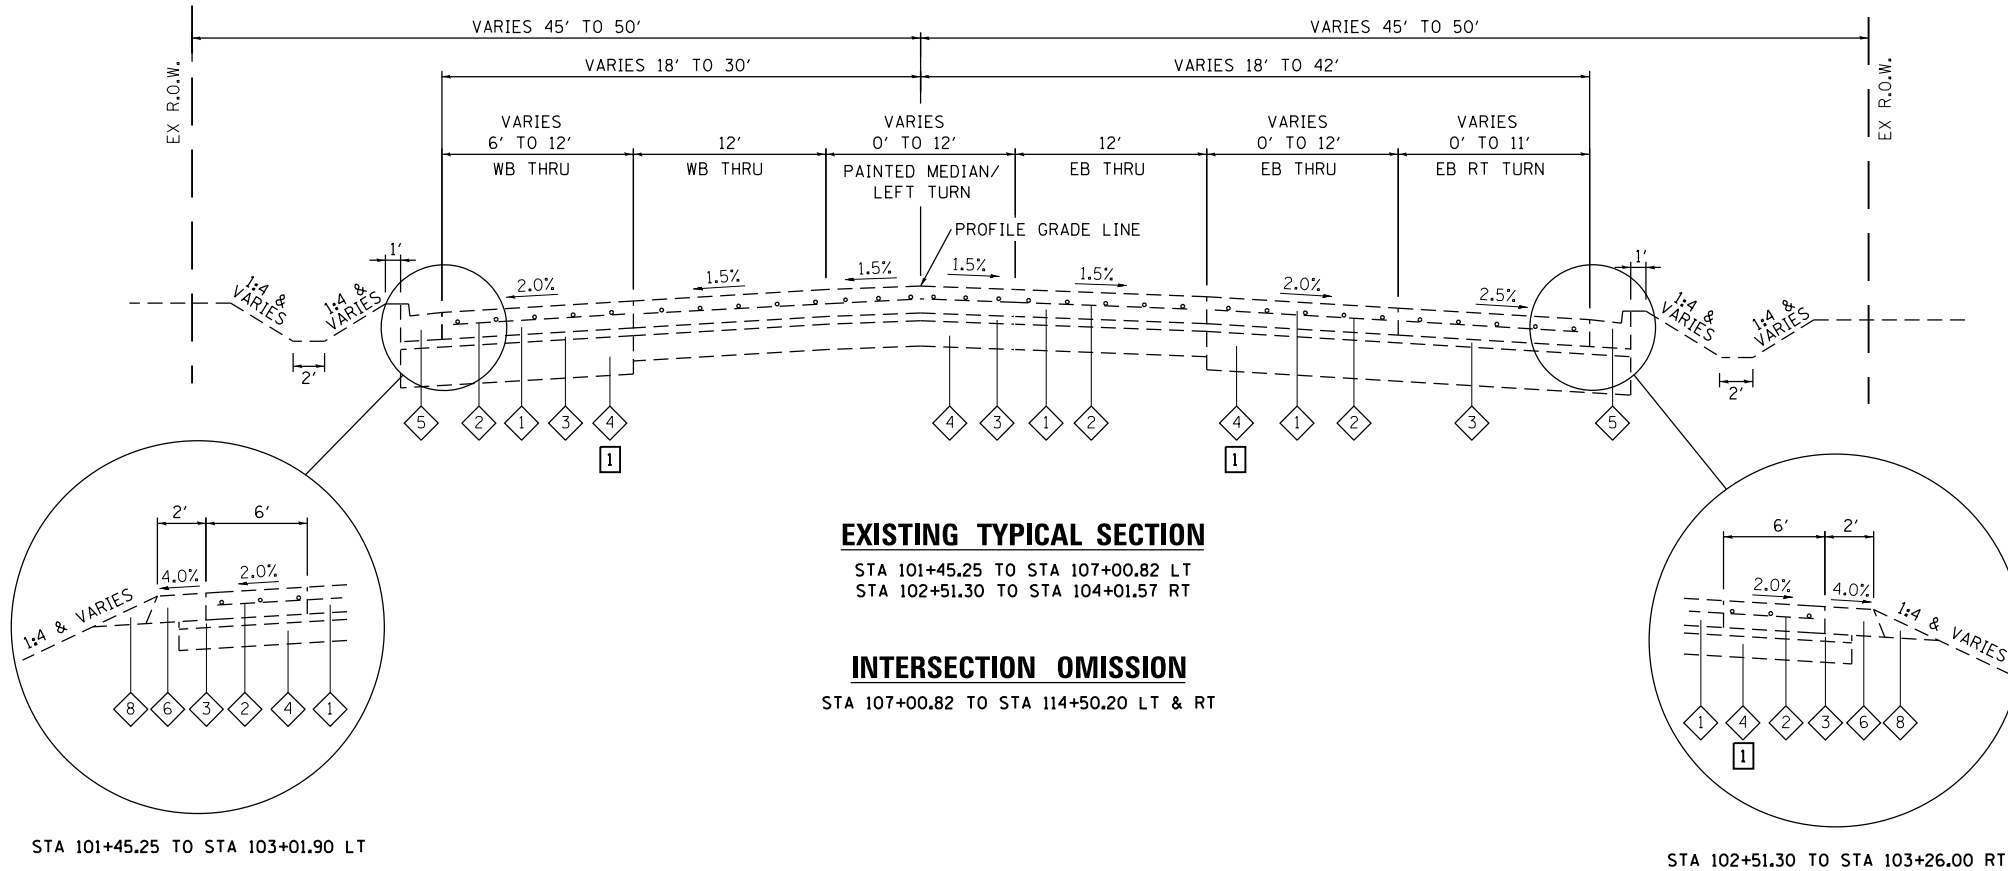 VARIES 45' TO 50'
VARIES 45' TO 50'
VARIES 18' TO 30'
VARIES 18' TO 42'
EX R.O.W.
EX R.O.W.
VARIES
6' TO 12'
WB THRU
12'
WB THRU
VARIES
0' TO 12'
PAINTED MEDIAN/
LEFT TURN
12'
EB THRU
VARIES
0' TO 12'
EB THRU
VARIES
0' TO 11'
EB RT TURN
PROFILE GRADE LINE
1:4 &
VARIES
1:4 &
VARIES
2'
1'
2.0%
1.5%
1.5%
1.5%
1.5%
2.0%
2.5%
1'
1:4 &
VARIES
1:4 &
VARIES
2'
5 2 1 3 4 4 3 1 2 4 1 2 3 5
1 1
2' 6'
4.0% 2.0%
1:4 & VARIES
8 6 3 2 4 1
EXISTING TYPICAL SECTION
STA 101+45.25 TO STA 107+00.82 LT
STA 102+51.30 TO STA 104+01.57 RT
INTERSECTION OMISSION
STA 107+00.82 TO STA 114+50.20 LT & RT
6' 2'
2.0% 4.0%
1:4 & VARIES
1 4 2 3 6 8
1
STA 101+45.25 TO STA 103+01.90 LT
STA 102+51.30 TO STA 103+26.00 RT